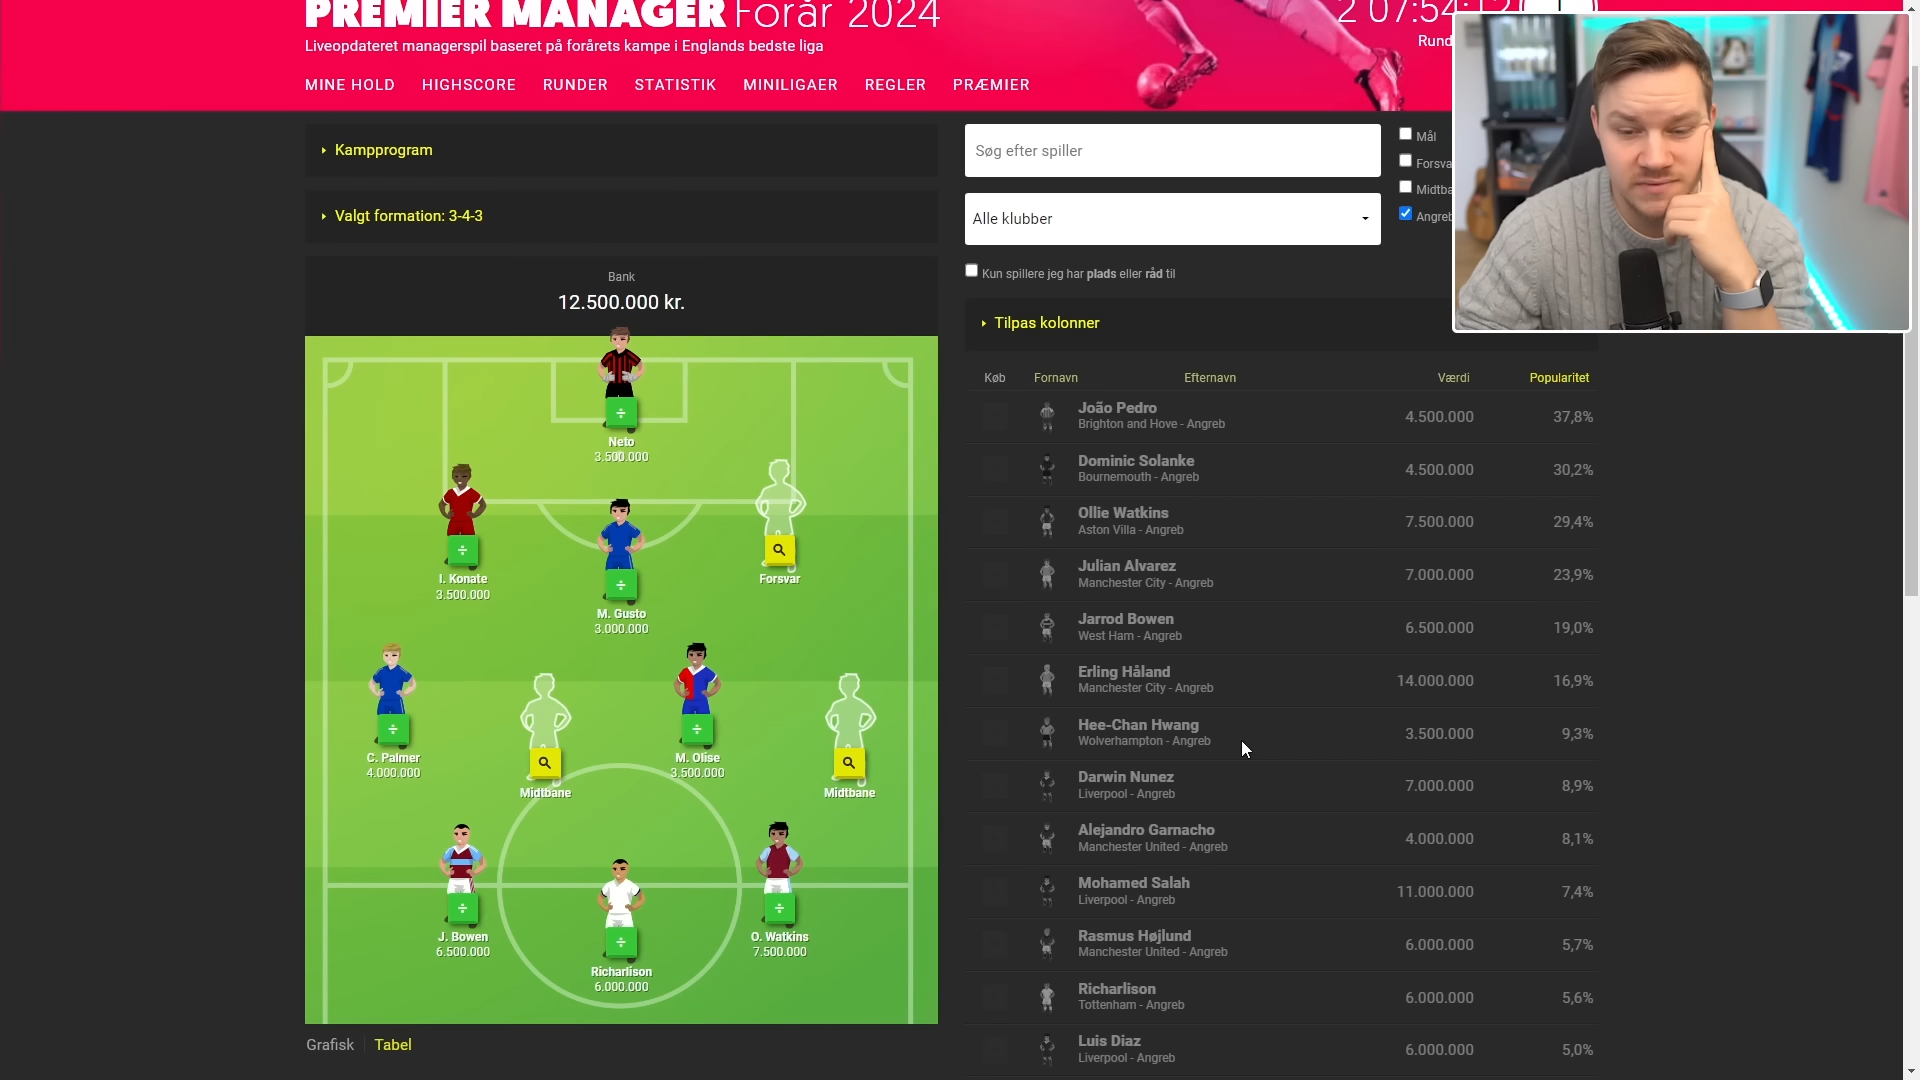 PREMIER MANAGER Forår 2024
Liveopdateret managerspil baseret på forårets kampe i Englands bedste liga
MINE HOLD
HIGHSCORE
RUNDER
STATISTIK
MINILIGAER
REGLER
PRÆMIER
Kampprogram
Valgt formation: 3-4-3
Bank
12.500.000 kr.
Neto
3.500.000
I. Konate
3.500.000
M. Gusto
3.000.000
Forsvar
C. Palmer
4.000.000
Midtbane
M. Olise
3.500.000
Midtbane
J. Bowen
6.500.000
Richarlison
6.000.000
O. Watkins
7.500.000
Grafisk
Tabel
Søg efter spiller
Alle klubber
Mål
Forsva
Midtba
Angreb
Kun spillere jeg har plads eller råd til
Tilpas kolonner
Køb Fornavn Efternavn Værdi Popularitet
João Pedro 4.500.000 37,8%
Brighton and Hove - Angreb
Dominic Solanke 4.500.000 30,2%
Bournemouth - Angreb
Ollie Watkins 7.500.000 29,4%
Aston Villa - Angreb
Julian Alvarez 7.000.000 23,9%
Manchester City - Angreb
Jarrod Bowen 6.500.000 19,0%
West Ham - Angreb
Erling Håland 14.000.000 16,9%
Manchester City - Angreb
Hee-Chan Hwang 3.500.000 9,3%
Wolverhampton - Angreb
Darwin Nunez 7.000.000 8,9%
Liverpool - Angreb
Alejandro Garnacho 4.000.000 8,1%
Manchester United - Angreb
Mohamed Salah 11.000.000 7,4%
Liverpool - Angreb
Rasmus Højlund 6.000.000 5,7%
Manchester United - Angreb
Richarlison 6.000.000 5,6%
Tottenham - Angreb
Luis Diaz 6.000.000 5,0%
Liverpool - Angreb